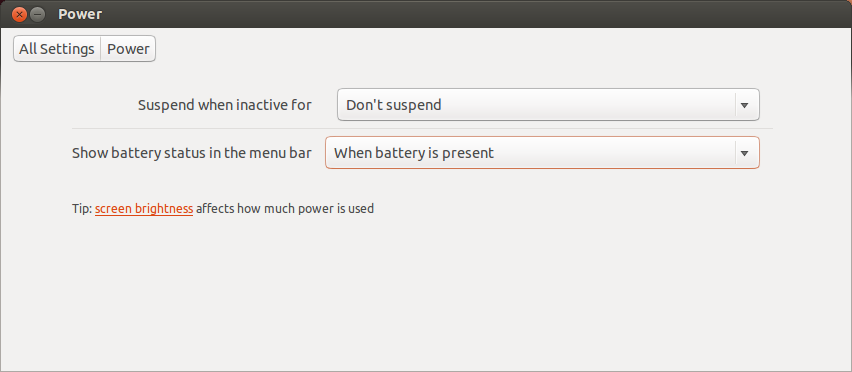 Power
All Settings Power
Suspend when inactive for Don't suspend
Show battery status in the menu bar When battery is present
Tip: screen brightness affects how much power is used